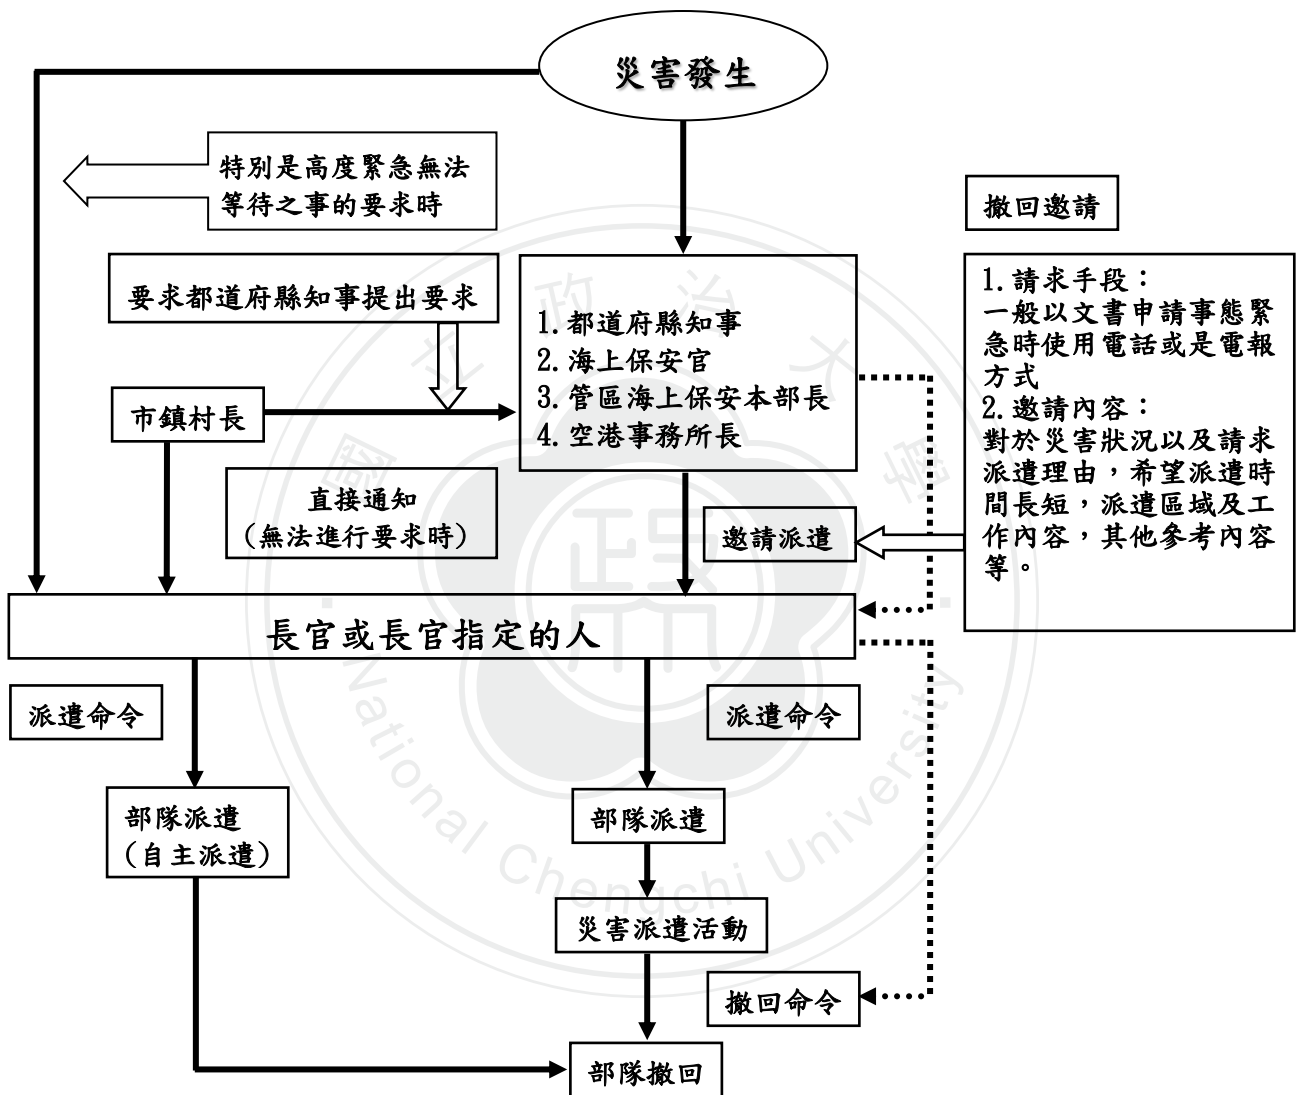 災害發生
特別是高度緊急無法
等待之事的要求時
撤回邀請
要求都道府縣知事提出要求
1.都道府縣知事
2.海上保安官
3.管區海上保安本部長
4.空港事務所長
1.請求手段：
一般以文書申請事態緊
急時使用電話或是電報
方式
2.邀請內容：
對於災害狀況以及請求
派遣理由，希望派遣時
間長短，派遣區域及工
作內容，其他參考內容
等。
市鎮村長
直接通知
(無法進行要求時)
邀請派遣
長官或長官指定的人
派遣命令
派遣命令
部隊派遣
(自主派遣)
部隊派遣
災害派遣活動
撤回命令
部隊撤回
國立政治大學
政
National Chengchi University